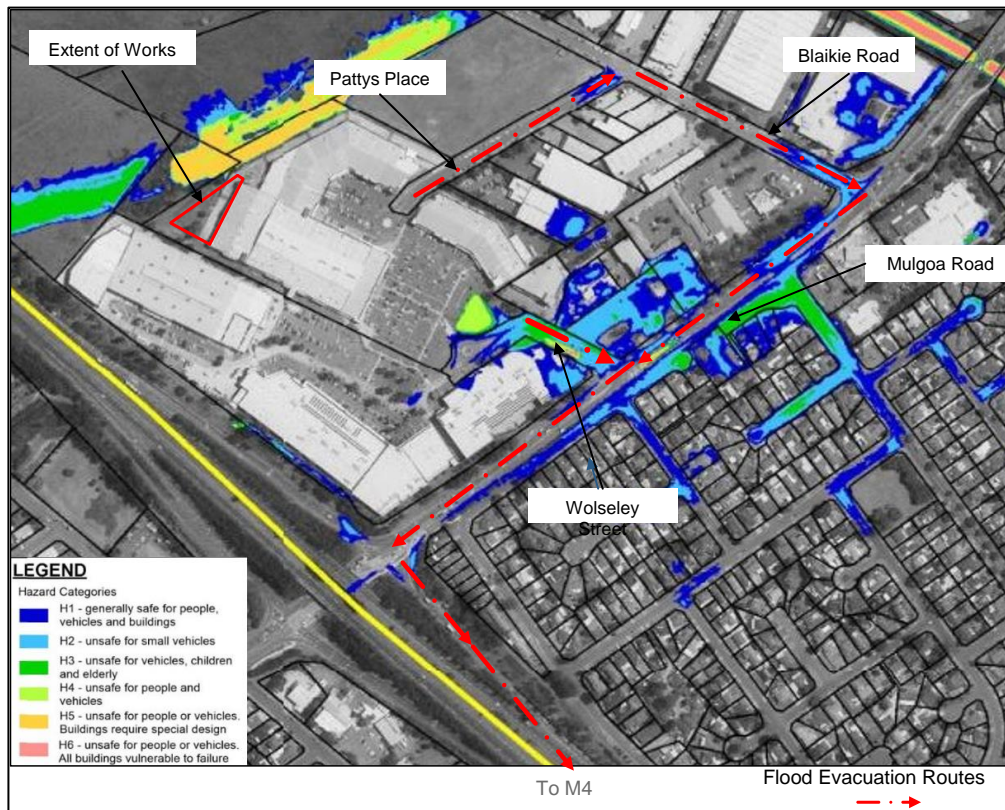 Extent of Works
Pattys Place
Blaikie Road
Mulgoa Road
Wolseley
Street
LEGEND
Hazard Categories
H1 - generally safe for people,
vehicles and buildings
H2 - unsafe for small vehicles
H3 - unsafe for vehicles, children
and elderly
H4 - unsafe for people and
vehicles
H5 - unsafe for people or vehicles.
Buildings require special design
H6 - unsafe for people or vehicles.
All buildings vulnerable to failure
To M4
Flood Evacuation Routes